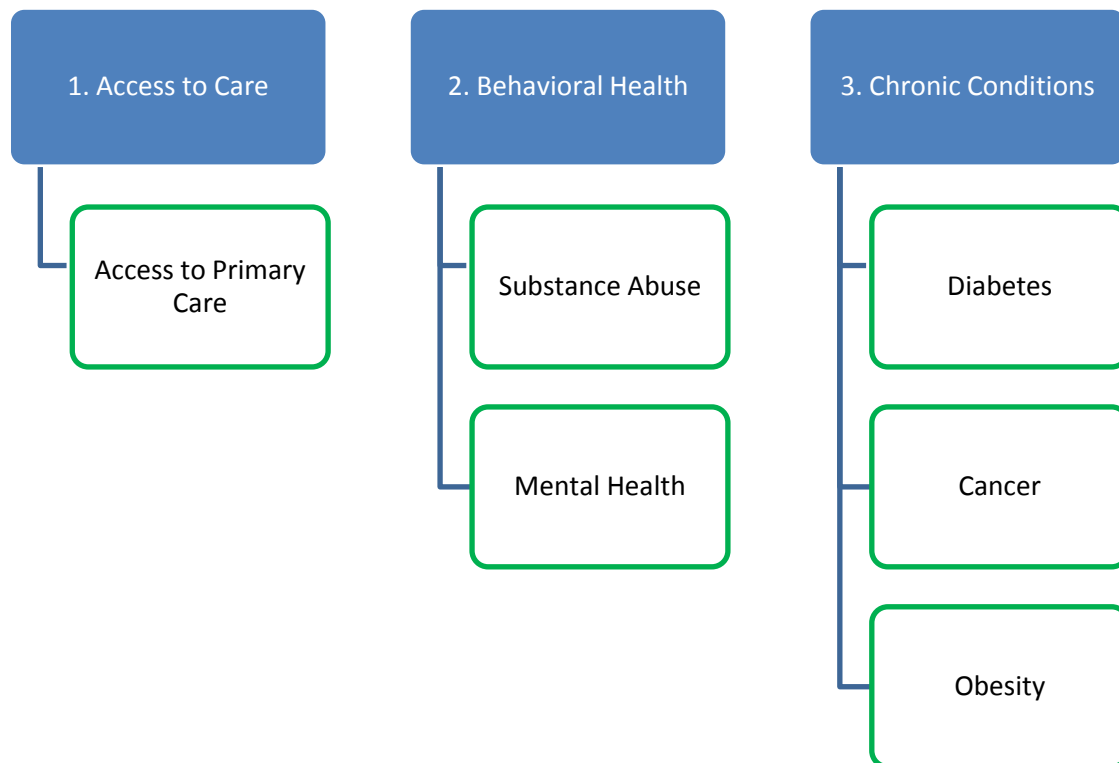 1. Access to Care
Access to Primary
Care
2. Behavioral Health
Substance Abuse
Mental Health
3. Chronic Conditions
Diabetes
Cancer
Obesity